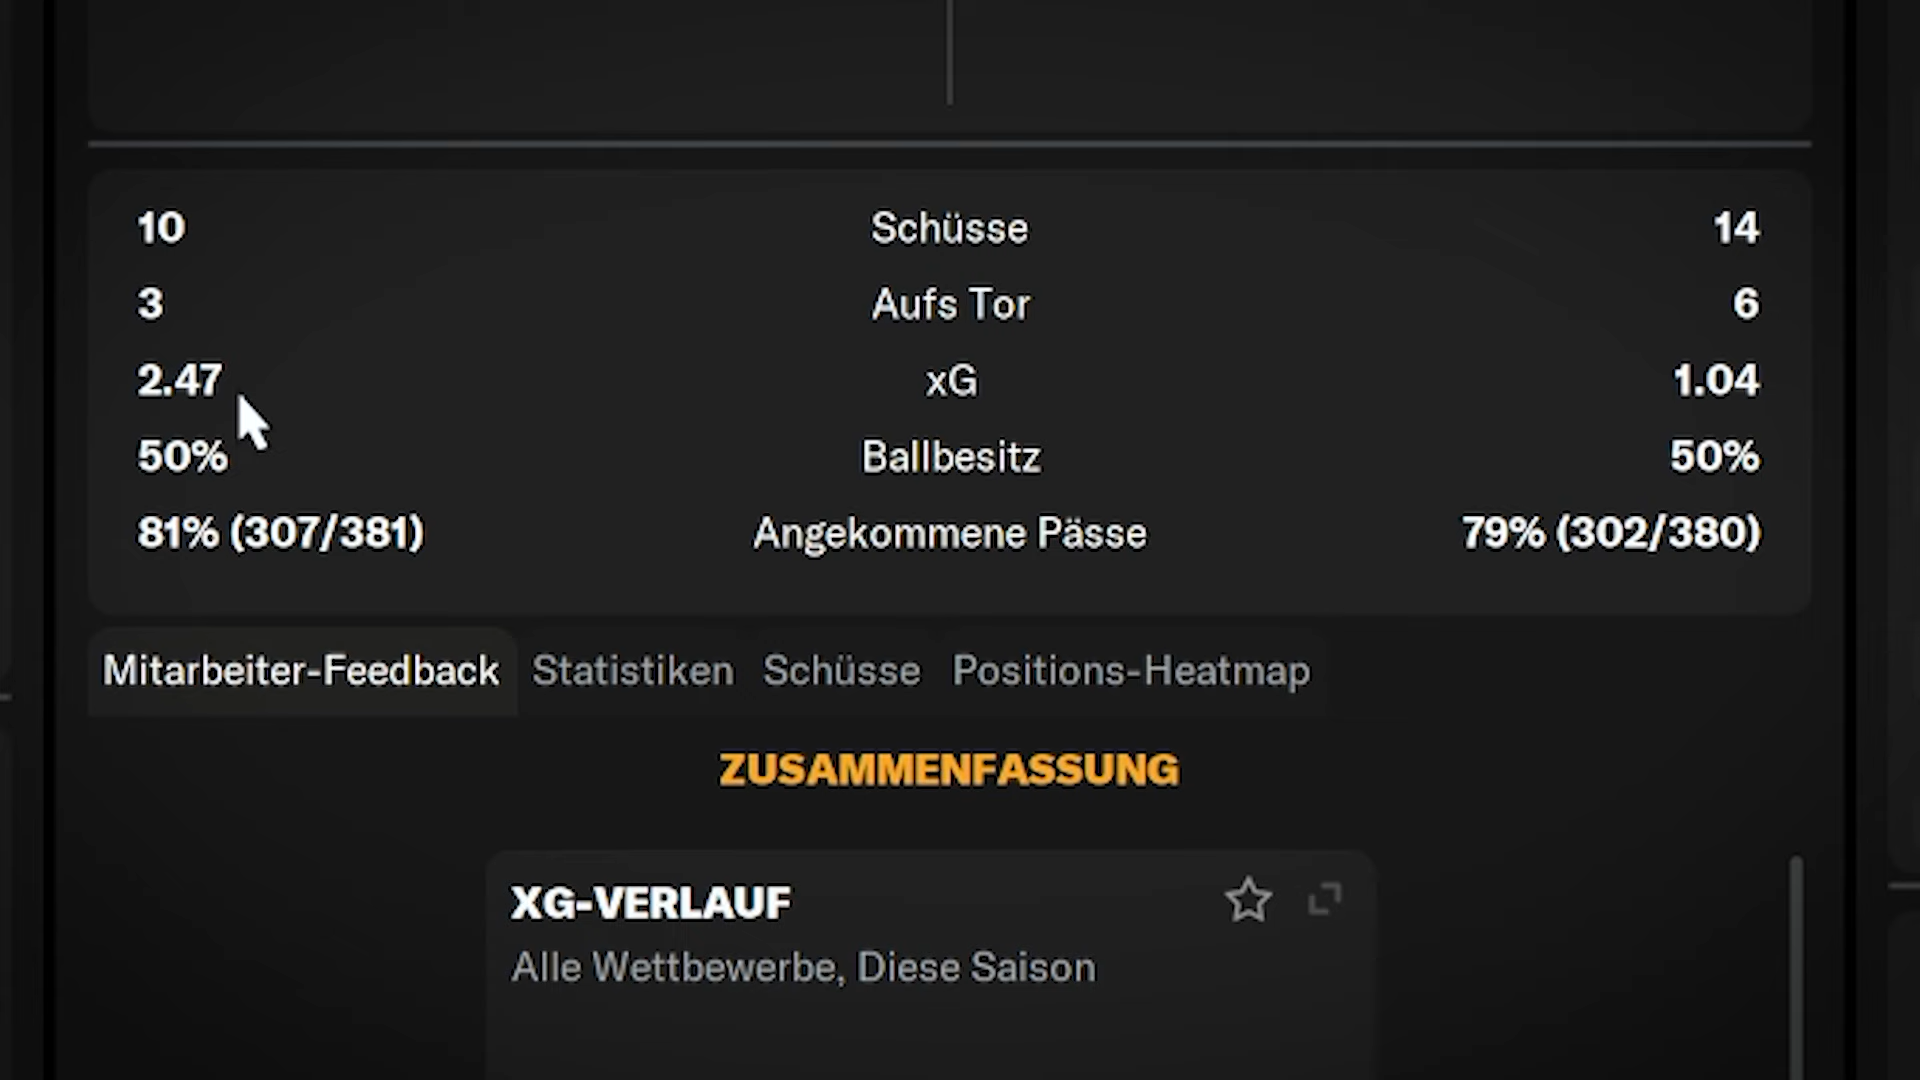 10 Schüsse 14
3 Aufs Tor 6
2.47 xG 1.04
50% Ballbesitz 50%
81% (307/381) Angekommene Pässe 79% (302/380)
Mitarbeiter-Feedback Statistiken Schüsse Positions-Heatmap
ZUSAMMENFASSUNG
XG-VERLAUF
Alle Wettbewerbe, Diese Saison